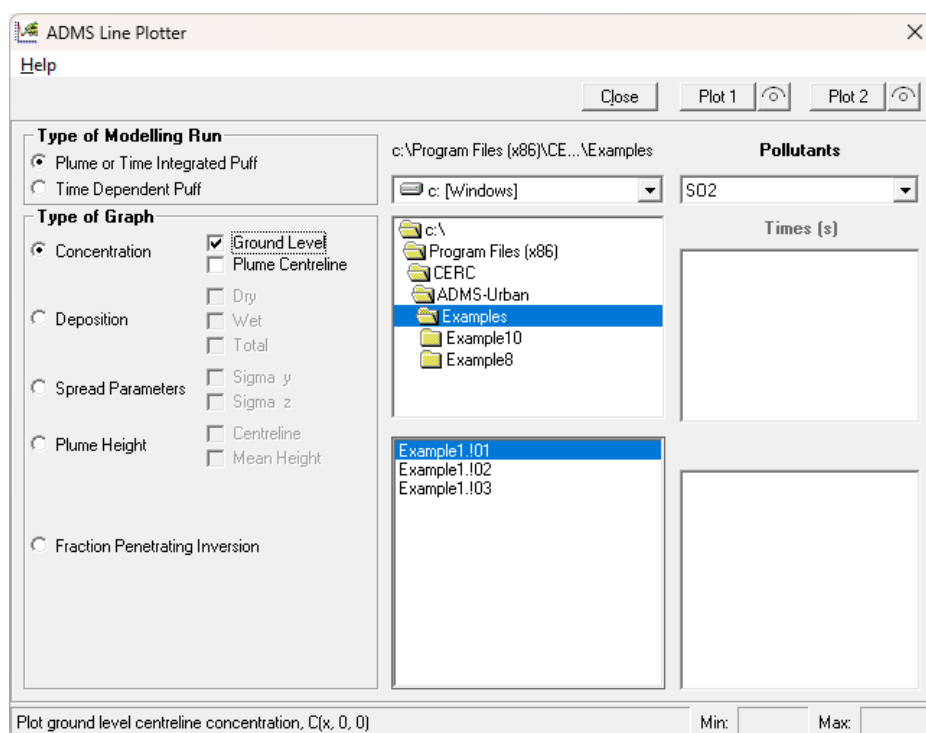 ADMS Line Plotter
Help
Close
Plot 1
Plot 2
Type of Modelling Run
Plume or Time Integrated Puff
Time Dependent Puff
Type of Graph
Concentration
Ground Level
Plume Centreline
Deposition
Dry
Wet
Total
Spread Parameters
Sigma y
Sigma z
Plume Height
Centreline
Mean Height
Fraction Penetrating Inversion
c:\Program Files (x86)\CE...\Examples
c: [Windows]
c:\
Program Files (x86)
CERC
ADMS-Urban
Examples
Example10
Example8
Example1.!01
Example1.!02
Example1.!03
Pollutants
SO2
Times (s)
Plot ground level centreline concentration, C(x, 0, 0)
Min:
Max: